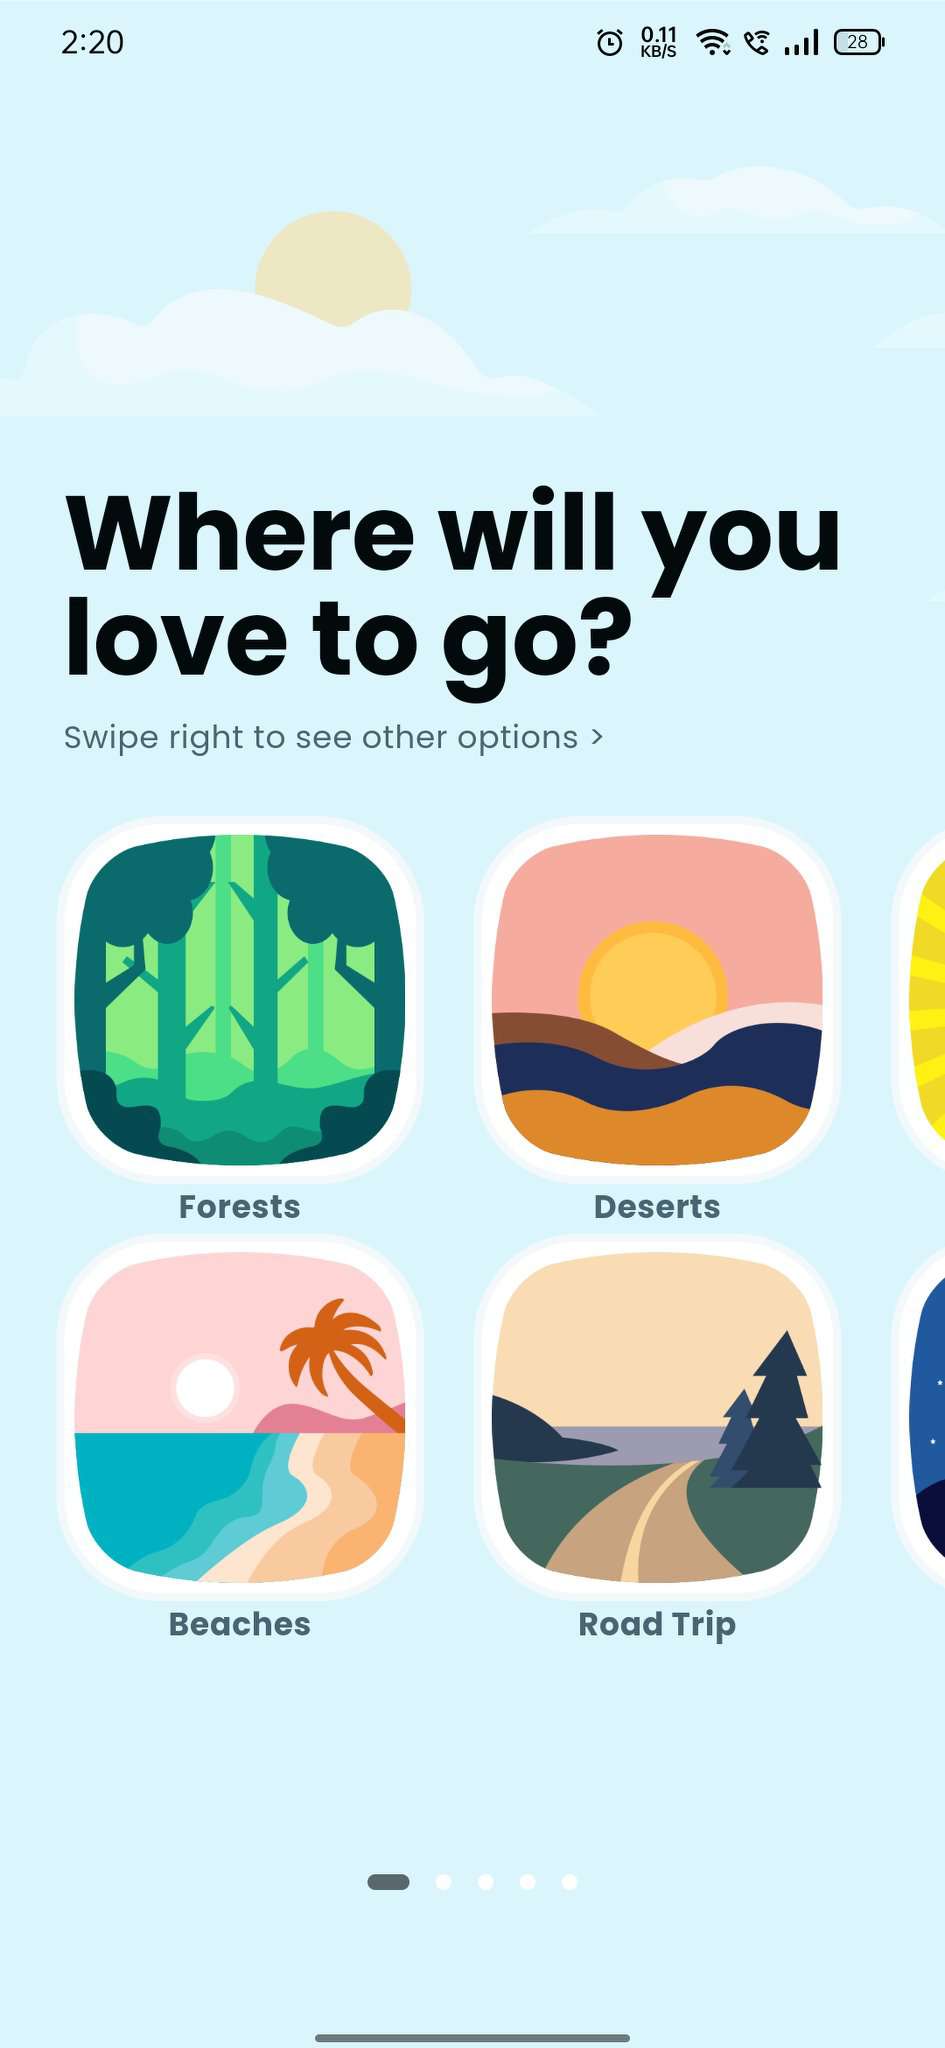 2:20
0.11
KB/S
28
Where will you
love to go?
Swipe right to see other options >
Forests
Deserts
Beaches
Road Trip